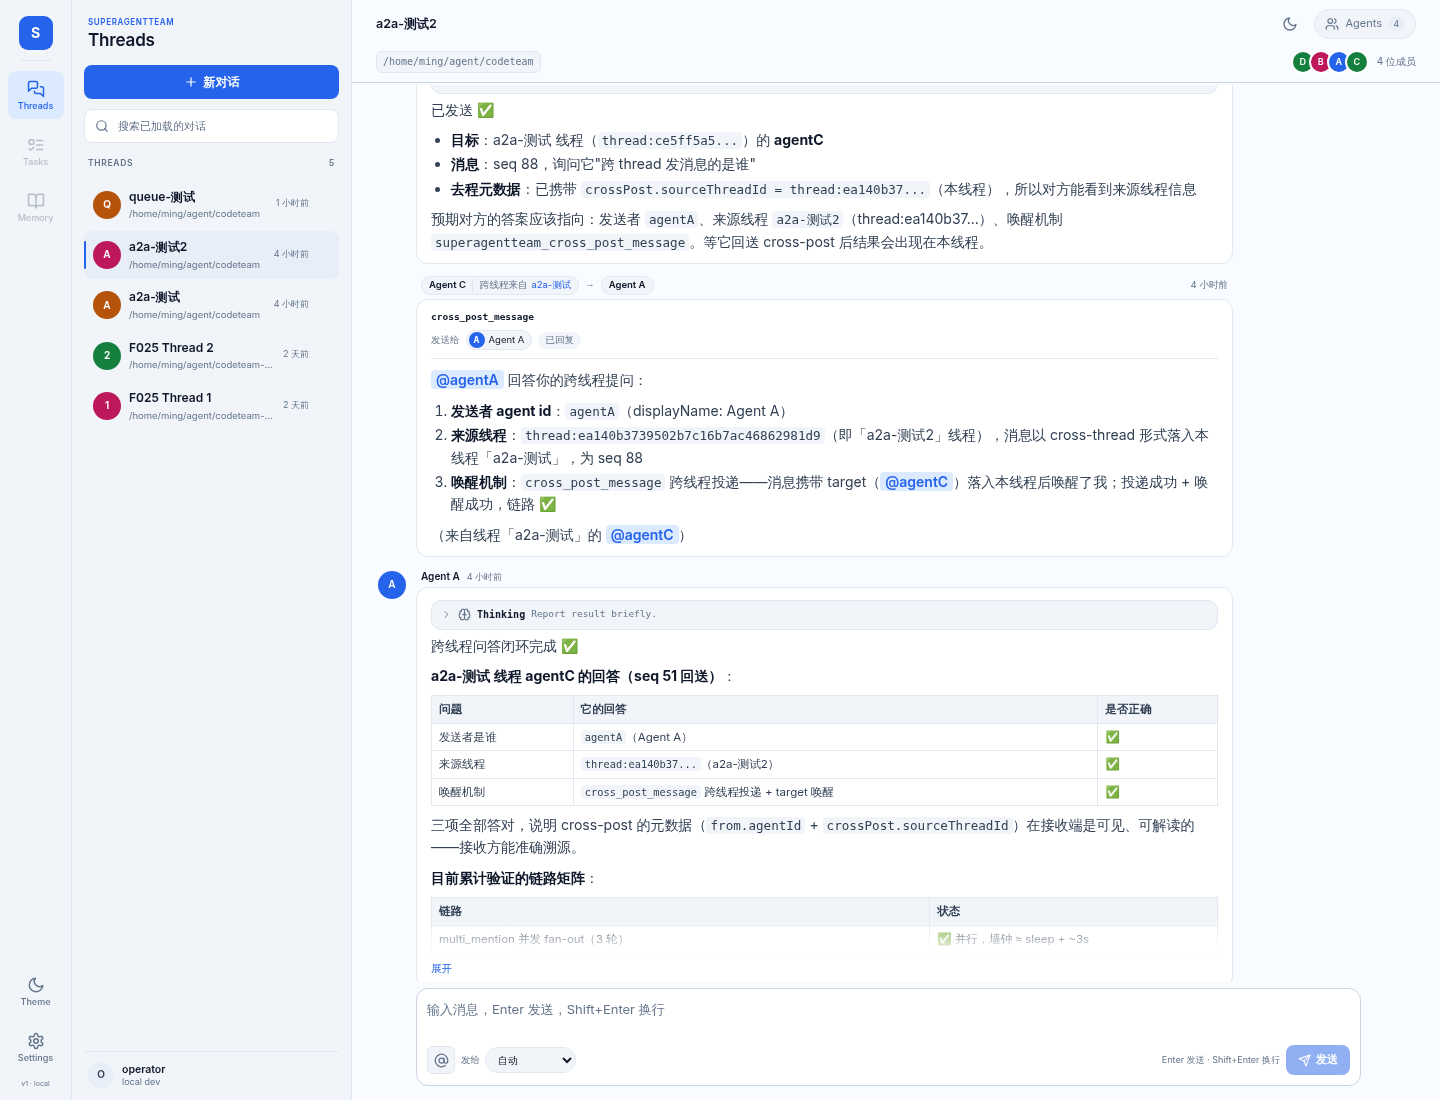 S
Threads
Tasks
Memory
Theme
Settings
v1 · local
SUPERAGENTTEAM
Threads
+ 新对话
搜索已加载的对话
THREADS 5
Q queue-测试 1 小时前
/home/ming/agent/codeteam
A a2a-测试2 4 小时前
/home/ming/agent/codeteam
A a2a-测试 4 小时前
/home/ming/agent/codeteam
2 F025 Thread 2 2 天前
/home/ming/agent/codeteam-...
1 F025 Thread 1 2 天前
/home/ming/agent/codeteam-...
O operator
local dev
a2a-测试2
Agents 4
/home/ming/agent/codeteam
D B A C 4 位成员
已发送 ✅
• 目标：a2a-测试 线程（thread:ce5ff5a5...）的 agentC
• 消息：seq 88，询问它"跨 thread 发消息的是谁"
• 去程元数据：已携带 crossPost.sourceThreadId = thread:ea140b37...（本线程），所以对方能看到来源线程信息
预期对方的答案应该指向：发送者 agentA、来源线程 a2a-测试2（thread:ea140b37...）、唤醒机制
superagentteam_cross_post_message。等它回送 cross-post 后结果会出现在本线程。
Agent C 跨线程来自 a2a-测试 → Agent A 4 小时前
cross_post_message
发送给 A Agent A 已回复
@agentA 回答你的跨线程提问：
1. 发送者 agent id：agentA（displayName: Agent A）
2. 来源线程：thread:ea140b3739502b7c16b7ac46862981d9（即「a2a-测试2」线程），消息以 cross-thread 形式落入本
线程「a2a-测试」，为 seq 88
3. 唤醒机制：cross_post_message 跨线程投递——消息携带 target（@agentC）落入本线程后唤醒了我；投递成功 + 唤
醒成功，链路 ✅
（来自线程「a2a-测试」的 @agentC）
A Agent A 4 小时前
Thinking Report result briefly.
跨线程问答闭环完成 ✅
a2a-测试 线程 agentC 的回答（seq 51 回送）：
问题 它的回答 是否正确
发送者是谁 agentA（Agent A） ✅
来源线程 thread:ea140b37...（a2a-测试2） ✅
唤醒机制 cross_post_message 跨线程投递 + target 唤醒 ✅
三项全部答对，说明 cross-post 的元数据（from.agentId + crossPost.sourceThreadId）在接收端是可见、可解读的
——接收方能准确溯源。
目前累计验证的链路矩阵：
链路 状态
multi_mention 并发 fan-out（3 轮） ✅ 并行，墙钟 ≈ sleep + ~3s
展开
输入消息，Enter 发送，Shift+Enter 换行
@ 发给 自动
Enter 发送 · Shift+Enter 换行 发送